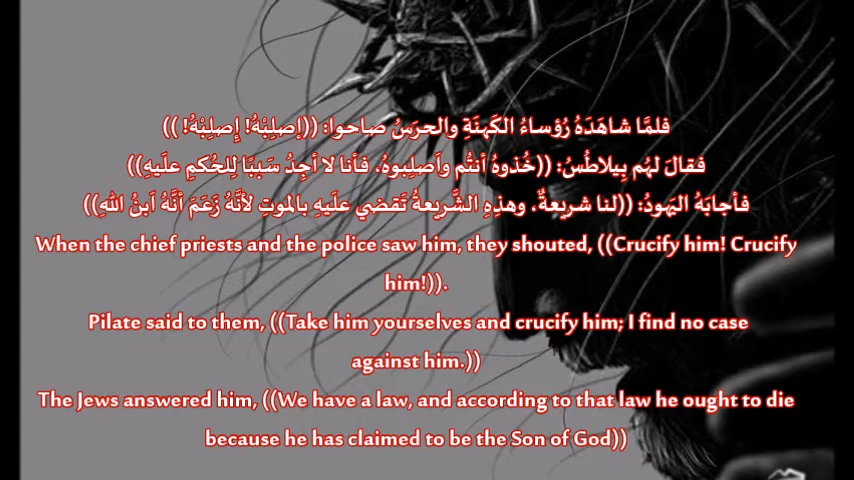 فلمَّا شاهَدَهُ رُؤساءُ الكَهنَةِ والحرَسُ صاحوا: ((إصلِبْهُ! إصلِبْهُ! ))
فقالَ لهُم بِيلاطُسُ: ((خُذوهُ أنتُم وآصلِبوهُ، فأنا لا أجِدُ سَبَبًا لِلحُكمِ علَيهِ))
فأجابَهُ اليَهودُ: ((لنا شريعةٌ، وهذِهِ الشَّريعةُ تَقضي علَيهِ بالموتِ لأنَّهُ زَعَمَ أنَّهُ آبنُ اللهِ))
When the chief priests and the police saw him, they shouted, ((Crucify him! Crucify
him!)).
Pilate said to them, ((Take him yourselves and crucify him; I find no case
against him.))
The Jews answered him, ((We have a law, and according to that law he ought to die
because he has claimed to be the Son of God))